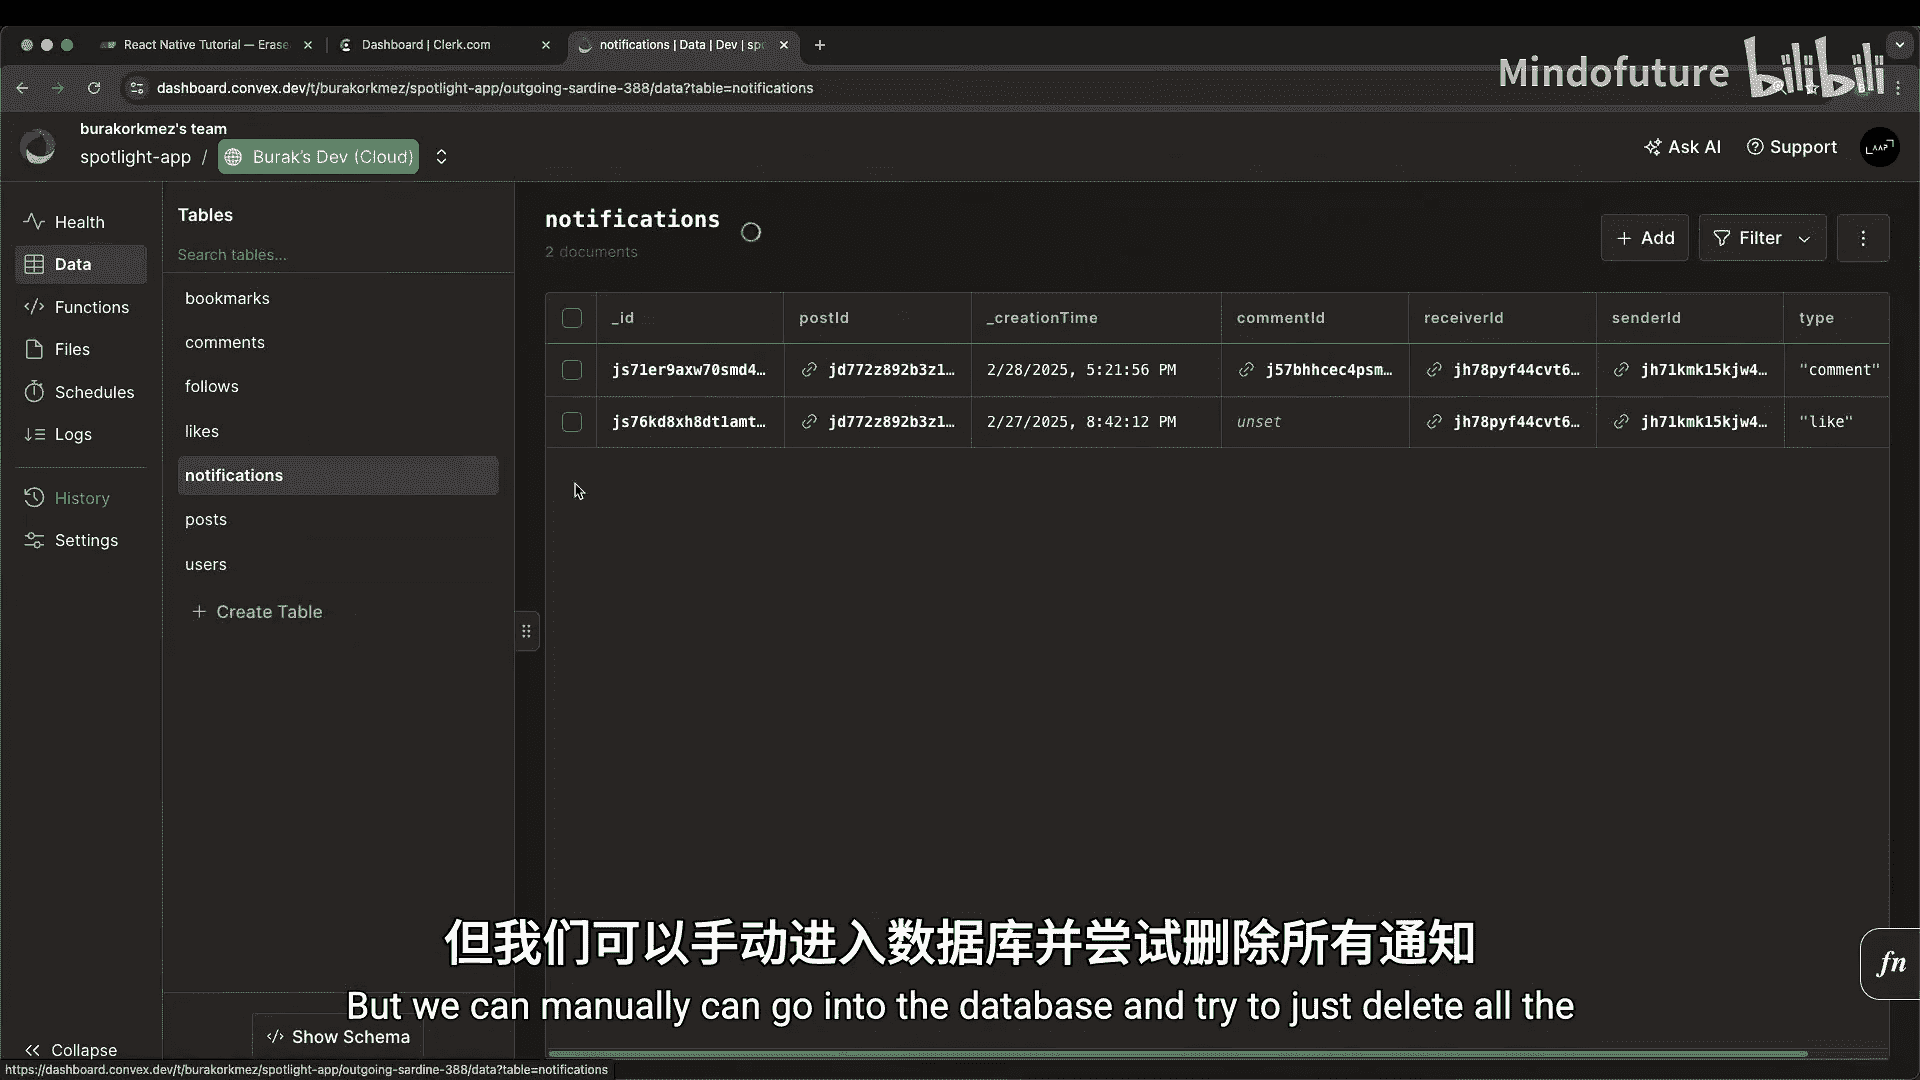 React Native Tutorial — Erase
Dashboard | Clerk.com
notifications | Data | Dev | spo
dashboard.convex.dev/t/burakorkmez/spotlight-app/outgoing-sardine-388/data?table=notifications
Mindofuture bilibili
burakorkmez's team
spotlight-app / Burak's Dev (Cloud)
Ask AI
Support
Health
Data
Functions
Files
Schedules
Logs
History
Settings
Collapse
Tables
Search tables...
bookmarks
comments
follows
likes
notifications
posts
users
+ Create Table
Show Schema
notifications
2 documents
+ Add
Filter
_id postId _creationTime commentId receiverId senderId type
js71er9axw70smd4… jd772z892b3z1… 2/28/2025, 5:21:56 PM j57bhhcec4psm… jh78pyf44cvt6… jh71kmk15kjw4… "comment"
js76kd8xh8dtlamt… jd772z892b3z1… 2/27/2025, 8:42:12 PM unset jh78pyf44cvt6… jh71kmk15kjw4… "like"
fn
但我们可以手动进入数据库并尝试删除所有通知
But we can manually can go into the database and try to just delete all the
https://dashboard.convex.dev/t/burakorkmez/spotlight-app/outgoing-sardine-388/data?table=notifications